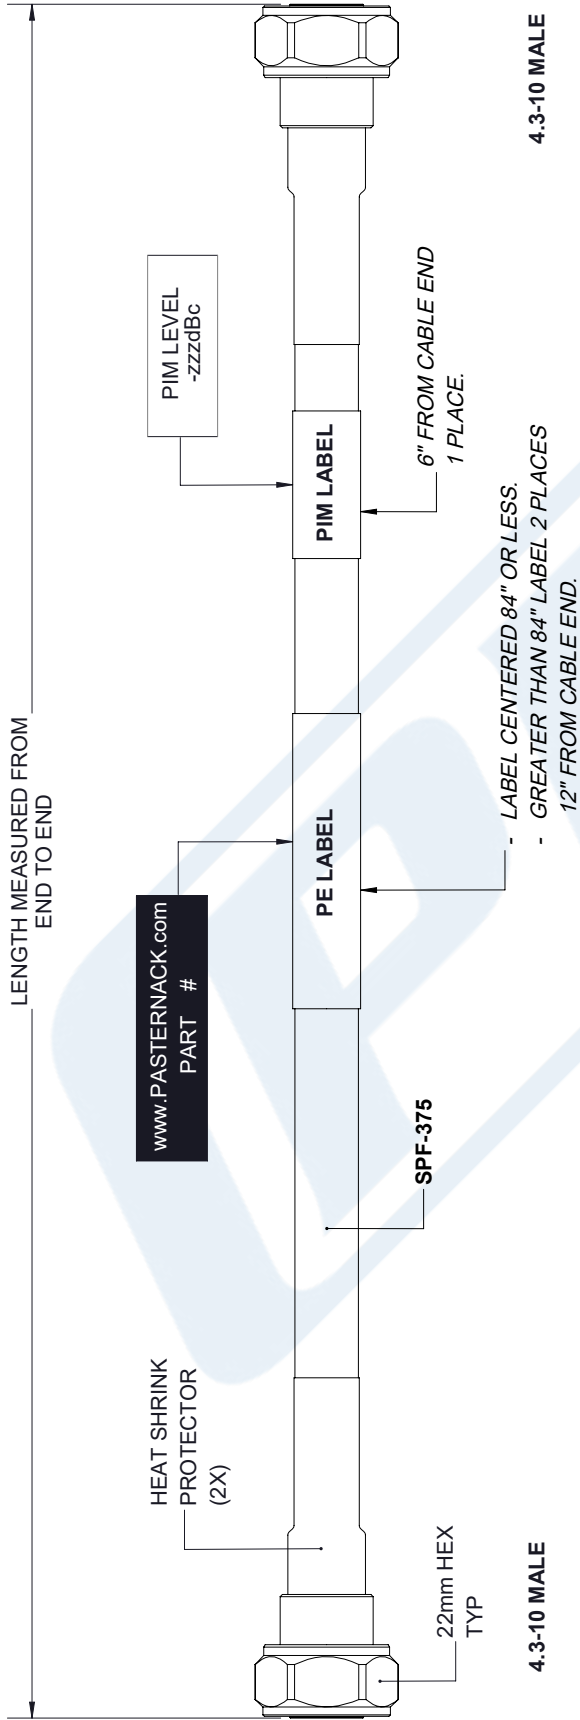 LENGTH MEASURED FROM
END TO END
HEAT SHRINK
PROTECTOR
(2X)
www.PASTERNACK.com
PART #
PIM LEVEL
-zzzdBc
PE LABEL
PIM LABEL
22mm HEX
TYP
SPF-375
6" FROM CABLE END
1 PLACE.
- LABEL CENTERED 84" OR LESS.
- GREATER THAN 84" LABEL 2 PLACES
12" FROM CABLE END.
4.3-10 MALE
4.3-10 MALE